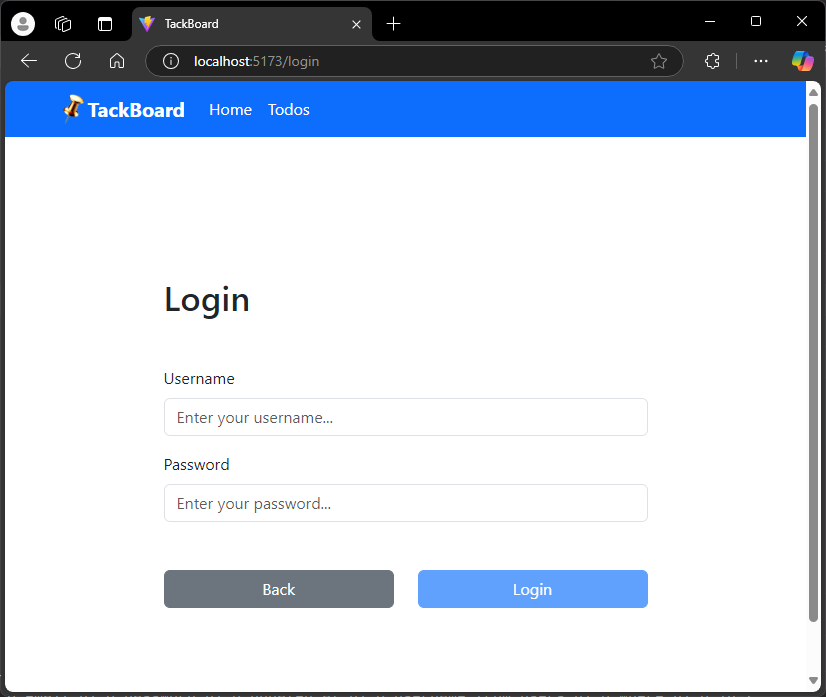 TackBoard
localhost:5173/login
TackBoard Home Todos
Login
Username
Enter your username...
Password
Enter your password...
Back Login